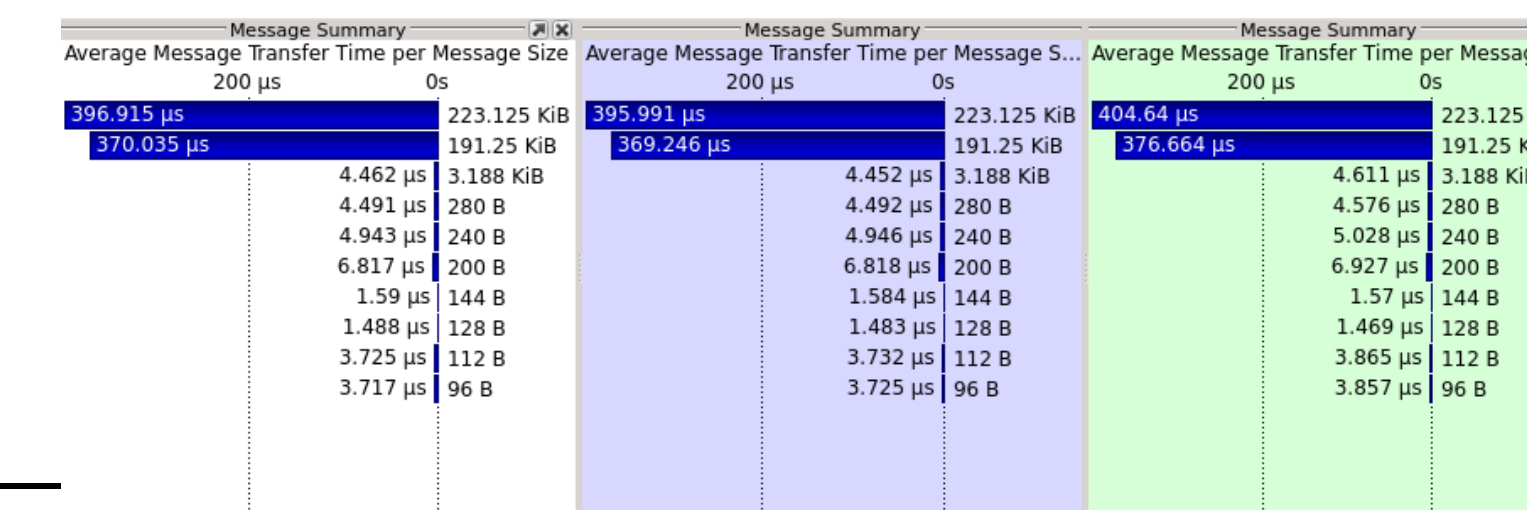 Message Summary
Average Message Transfer Time per Message Size
200 µs 0s
396.915 µs 223.125 KiB
370.035 µs 191.25 KiB
4.462 µs 3.188 KiB
4.491 µs 280 B
4.943 µs 240 B
6.817 µs 200 B
1.59 µs 144 B
1.488 µs 128 B
3.725 µs 112 B
3.717 µs 96 B
Message Summary
Average Message Transfer Time per Message S...
200 µs 0s
395.991 µs 223.125 KiB
369.246 µs 191.25 KiB
4.452 µs 3.188 KiB
4.492 µs 280 B
4.946 µs 240 B
6.818 µs 200 B
1.584 µs 144 B
1.483 µs 128 B
3.732 µs 112 B
3.725 µs 96 B
Message Summary
Average Message Transfer Time per Messag
200 µs 0s
404.64 µs 223.125
376.664 µs 191.25 K
4.611 µs 3.188 Ki
4.576 µs 280 B
5.028 µs 240 B
6.927 µs 200 B
1.57 µs 144 B
1.469 µs 128 B
3.865 µs 112 B
3.857 µs 96 B